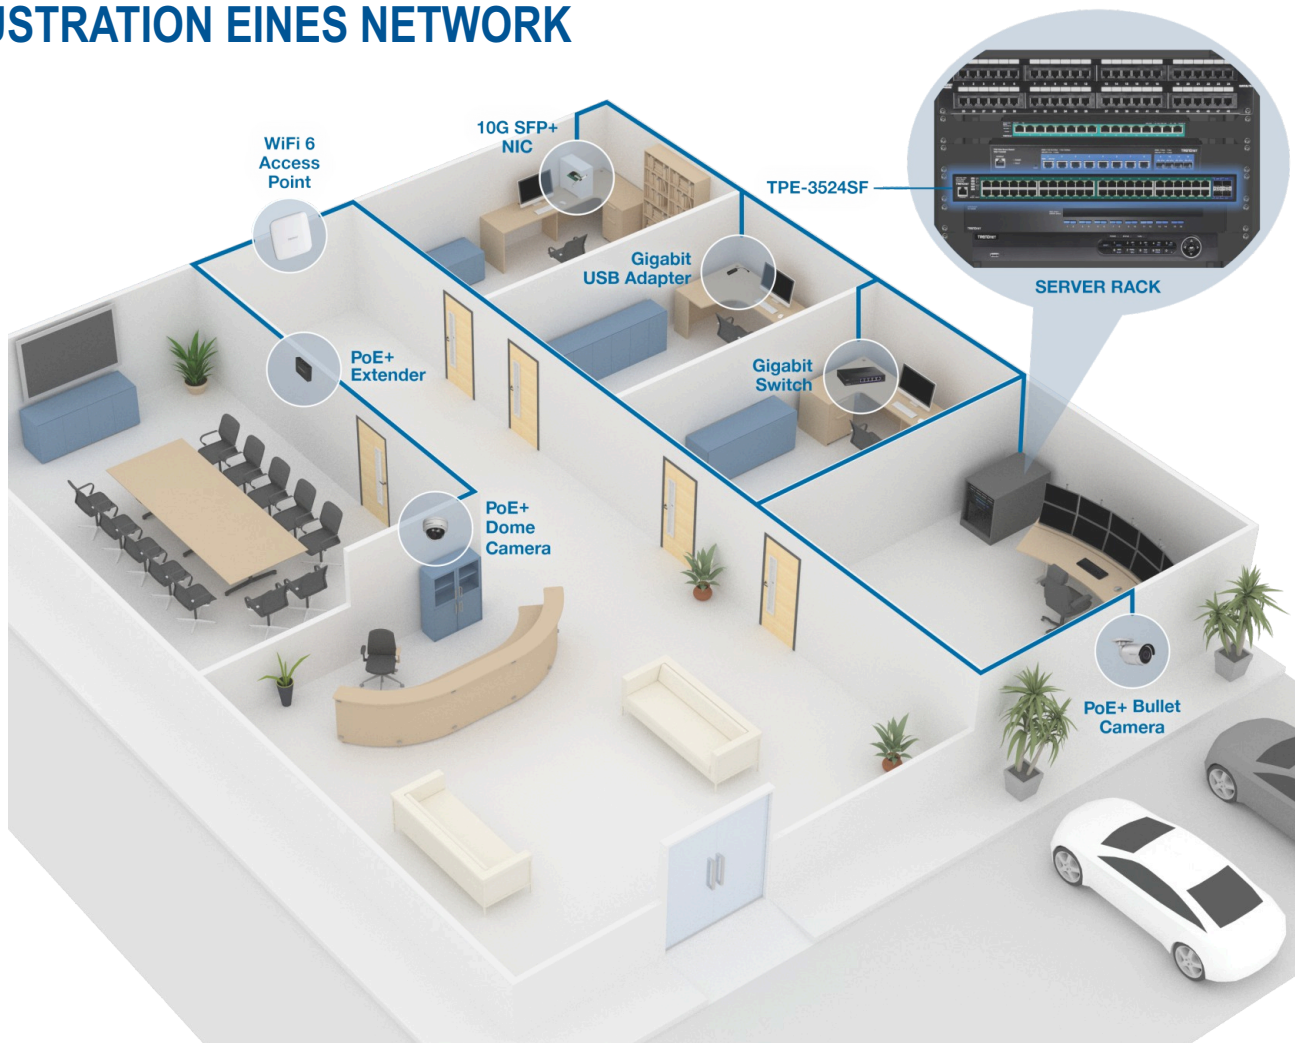 USTRATION EINES NETWORK
WiFi 6
Access
Point
10G SFP+
NIC
TPE-3524SF
Gigabit
USB Adapter
SERVER RACK
PoE+
Extender
Gigabit
Switch
PoE+
Dome
Camera
PoE+ Bullet
Camera